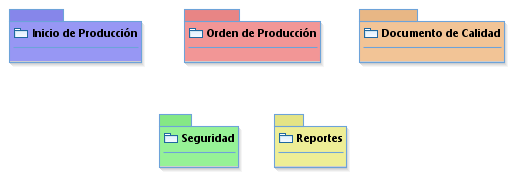 Inicio de Producción
Orden de Producción
Documento de Calidad
Seguridad
Reportes